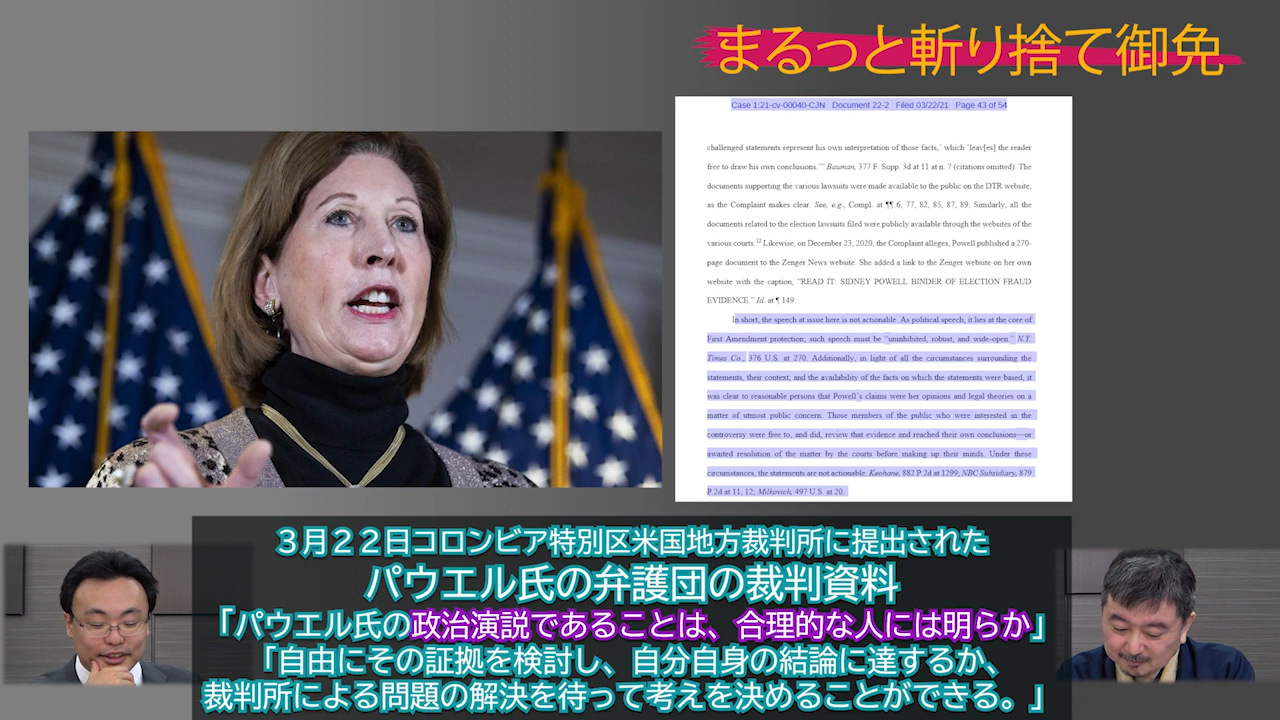 まるっと斬り捨て御免
Case 1:21-cv-00040-CJN Document 22-2 Filed 03/22/21 Page 43 of 54
challenged statements represent his own interpretation of those facts,' which 'leav[es] the reader
free to draw his own conclusions.'" Bauman, 377 F. Supp. 3d at 11 at n. 7 (citations omitted). The
documents supporting the various lawsuits were made available to the public on the DTR website,
as the Complaint makes clear. See, e.g., Compl. at ¶¶ 6, 77, 82, 85, 87, 89. Similarly, all the
documents related to the election lawsuits filed were publicly available through the websites of the
various courts.12 Likewise, on December 23, 2020, the Complaint alleges, Powell published a 270-
page document to the Zenger News website. She added a link to the Zenger website on her own
website with the caption, "READ IT: SIDNEY POWELL BINDER OF ELECTION FRAUD
EVIDENCE." Id. at ¶ 149.
In short, the speech at issue here is not actionable. As political speech, it lies at the core of
First Amendment protection; such speech must be "uninhibited, robust, and wide-open." N.Y.
Times Co., 376 U.S. at 270. Additionally, in light of all the circumstances surrounding the
statements, their context, and the availability of the facts on which the statements were based, it
was clear to reasonable persons that Powell's claims were her opinions and legal theories on a
matter of utmost public concern. Those members of the public who were interested in the
controversy were free to, and did, review that evidence and reached their own conclusions—or
awaited resolution of the matter by the courts before making up their minds. Under these
circumstances, the statements are not actionable. Keohane, 882 P.2d at 1299; NBC Subsidiary, 879
P.2d at 11, 12; Milkovich, 497 U.S. at 20.
3月22日コロンビア特別区米国地方裁判所に提出された
パウエル氏の弁護団の裁判資料
「パウエル氏の政治演説であることは、合理的な人には明らか」
「自由にその証拠を検討し、自分自身の結論に達するか、
裁判所による問題の解決を待って考えを決めることができる。」